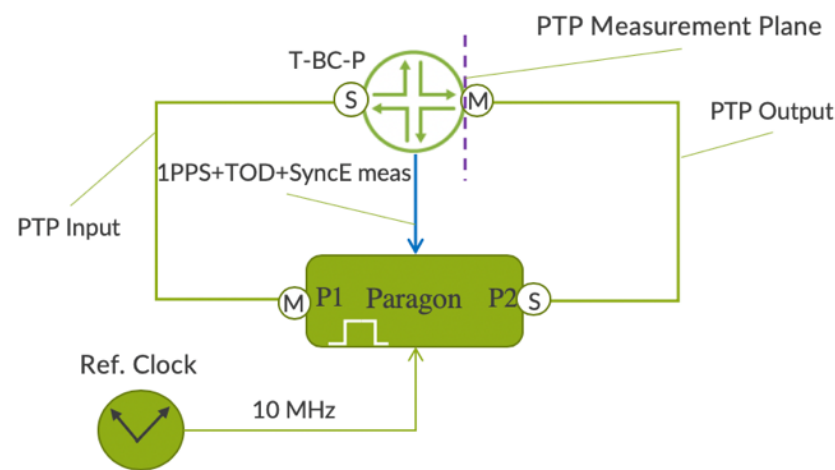 PTP Measurement Plane
T-BC-P
S
M
PTP Output
1PPS+TOD+SyncE meas
PTP Input
M P1 Paragon P2 S
Ref. Clock
10 MHz